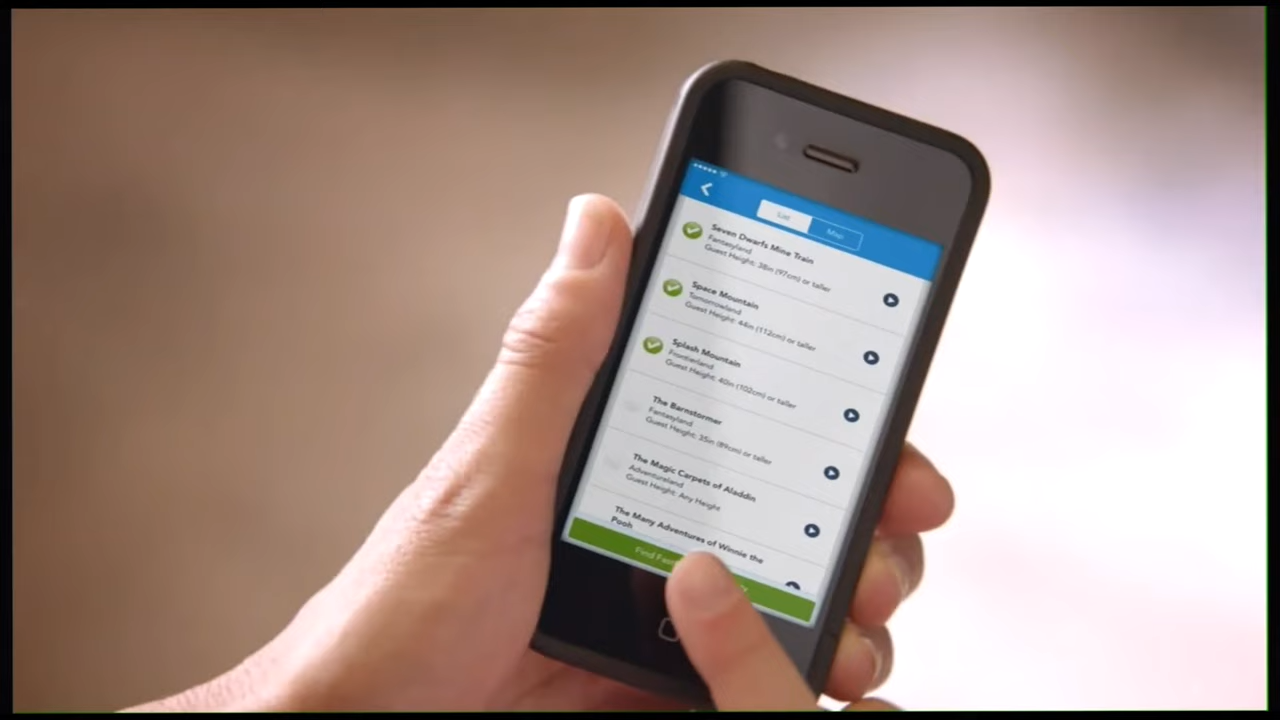 List
Map
Seven Dwarfs Mine Train
Fantasyland
Guest Height: 38in (97cm) or taller
Space Mountain
Tomorrowland
Guest Height: 44in (112cm) or taller
Splash Mountain
Frontierland
Guest Height: 40in (102cm) or taller
The Barnstormer
Fantasyland
Guest Height: 35in (89cm) or taller
The Magic Carpets of Aladdin
Adventureland
Guest Height: Any Height
The Many Adventures of Winnie the
Pooh
Find